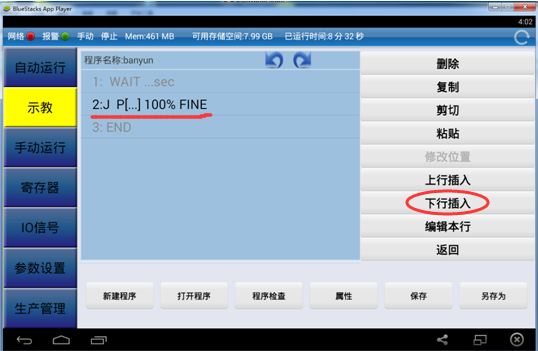 BlueStacks App Player
4:02
网络 报警 手动 停止 Mem:461 MB 可用存储空间:7.99 GB 已运行时间:8 分 32 秒
自动运行
示教
手动运行
寄存器
IO信号
参数设置
生产管理
程序名称:banyun
1: WAIT ...sec
2:J P[...] 100% FINE
3: END
删除
复制
剪切
粘贴
修改位置
上行插入
下行插入
编辑本行
返回
新建程序
打开程序
程序检查
属性
保存
另存为